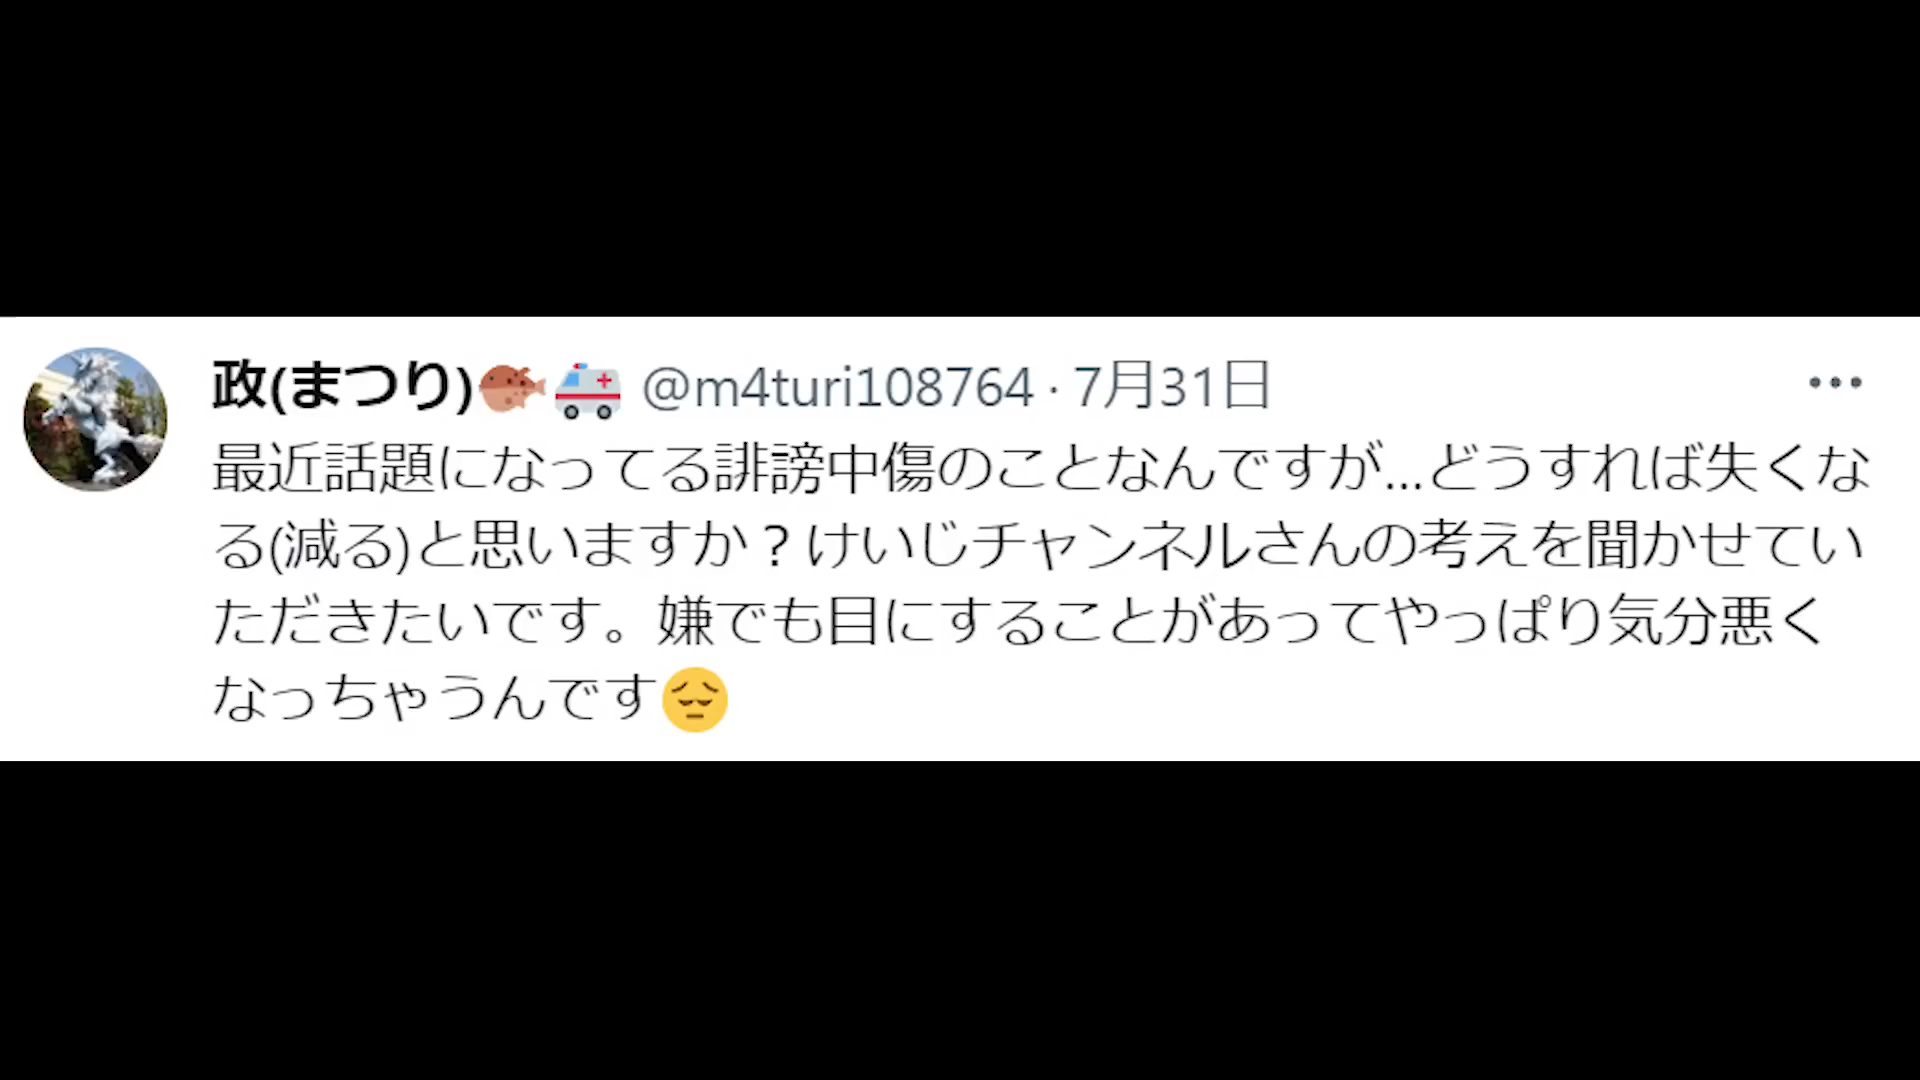 政(まつり)🐡🚑 @m4turi108764 · 7月31日
最近話題になってる誹謗中傷のことなんですが...どうすれば失くな
る(減る)と思いますか？けいじチャンネルさんの考えを聞かせてい
ただきたいです。嫌でも目にすることがあってやっぱり気分悪く
なっちゃうんです😔